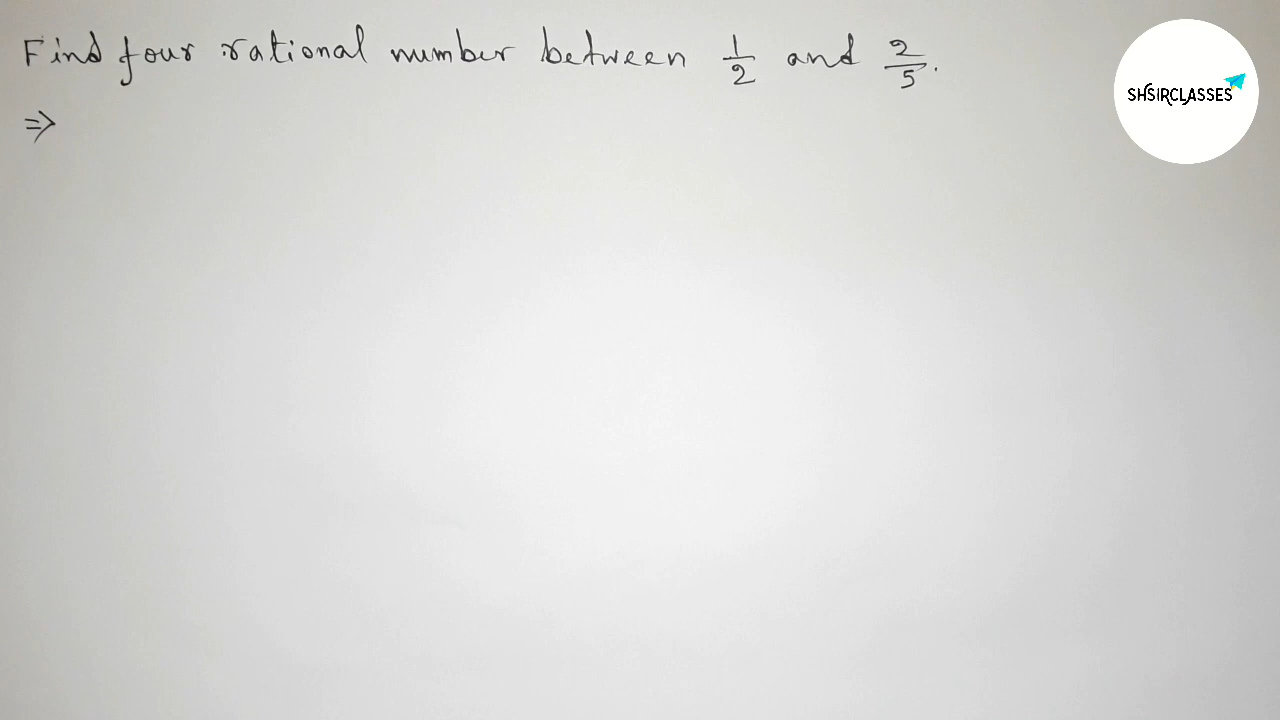 Find four rational number between 1/2 and 2/5.
SHSIRCLASSES
⇒